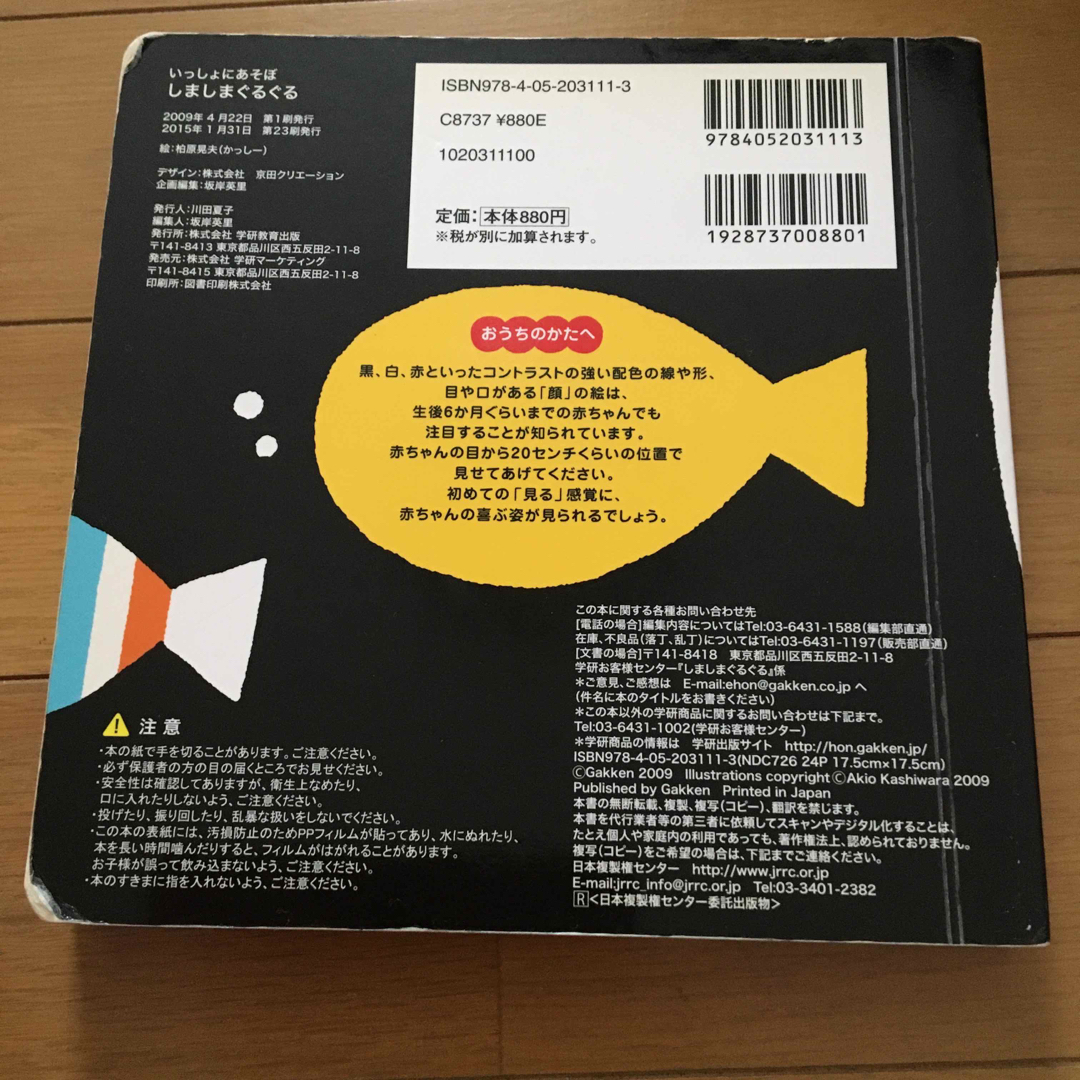 いっしょにあそぼ
しましまぐるぐる
2009年 4月22日 第1刷発行
2015年 1月31日 第23刷発行
絵：柏原晃夫(かっしー)
デザイン：株式会社 京田クリエーション
企画編集：坂岸英里
発行人：川田夏子
編集人：坂岸英里
発行所：株式会社 学研教育出版
〒141-8413 東京都品川区西五反田2-11-8
発売元：株式会社 学研マーケティング
〒141-8415 東京都品川区西五反田2-11-8
印刷所：図書印刷株式会社
ISBN978-4-05-203111-3
C8737 ¥880E
1020311100
定価：本体880円
※税が別に加算されます。
9784052031113
1928737008801
おうちのかたへ
黒、白、赤といったコントラストの強い配色の線や形、
目や口がある「顔」の絵は、
生後6か月ぐらいまでの赤ちゃんでも
注目することが知られています。
赤ちゃんの目から20センチくらいの位置で
見せてあげてください。
初めての「見る」感覚に、
赤ちゃんの喜ぶ姿が見られるでしょう。
注意
・本の紙で手を切ることがあります。ご注意ください。
・必ず保護者の方の目の届くところでお見せください。
・安全性は確認してありますが、衛生上なめたり、
口に入れたりしないよう、ご注意ください。
・投げたり、振り回したり、乱暴な扱いをしないでください。
・この本の表紙には、汚損防止のためPPフィルムが貼ってあり、水にぬれたり、
本を長い時間噛んだりすると、フィルムがはがれることがあります。
お子様が誤って飲み込まないよう、ご注意ください。
・本のすきまに指を入れないよう、ご注意ください。
この本に関する各種お問い合わせ先
[電話の場合]編集内容についてはTel:03-6431-1588(編集部直通)
在庫、不良品(落丁、乱丁)についてはTel:03-6431-1197(販売部直通)
[文書の場合]〒141-8418 東京都品川区西五反田2-11-8
学研お客様センター『しましまぐるぐる』係
＊ご意見、ご感想は E-mail:ehon@gakken.co.jp へ
(件名に本のタイトルをお書きください)
＊この本以外の学研商品に関するお問い合わせは下記まで。
Tel:03-6431-1002(学研お客様センター)
＊学研商品の情報は 学研出版サイト http://hon.gakken.jp/
ISBN978-4-05-203111-3(NDC726 24P 17.5cm×17.5cm)
©Gakken 2009 Illustrations copyright ©Akio Kashiwara 2009
Published by Gakken Printed in Japan
本書の無断転載、複製、複写(コピー)、翻訳を禁じます。
本書を代行業者等の第三者に依頼してスキャンやデジタル化することは、
たとえ個人や家庭内の利用であっても、著作権法上、認められておりません。
複写(コピー)をご希望の場合は、下記までご連絡ください。
日本複製権センター http://www.jrrc.or.jp
E-mail:jrrc_info@jrrc.or.jp Tel:03-3401-2382
R<日本複製権センター委託出版物>